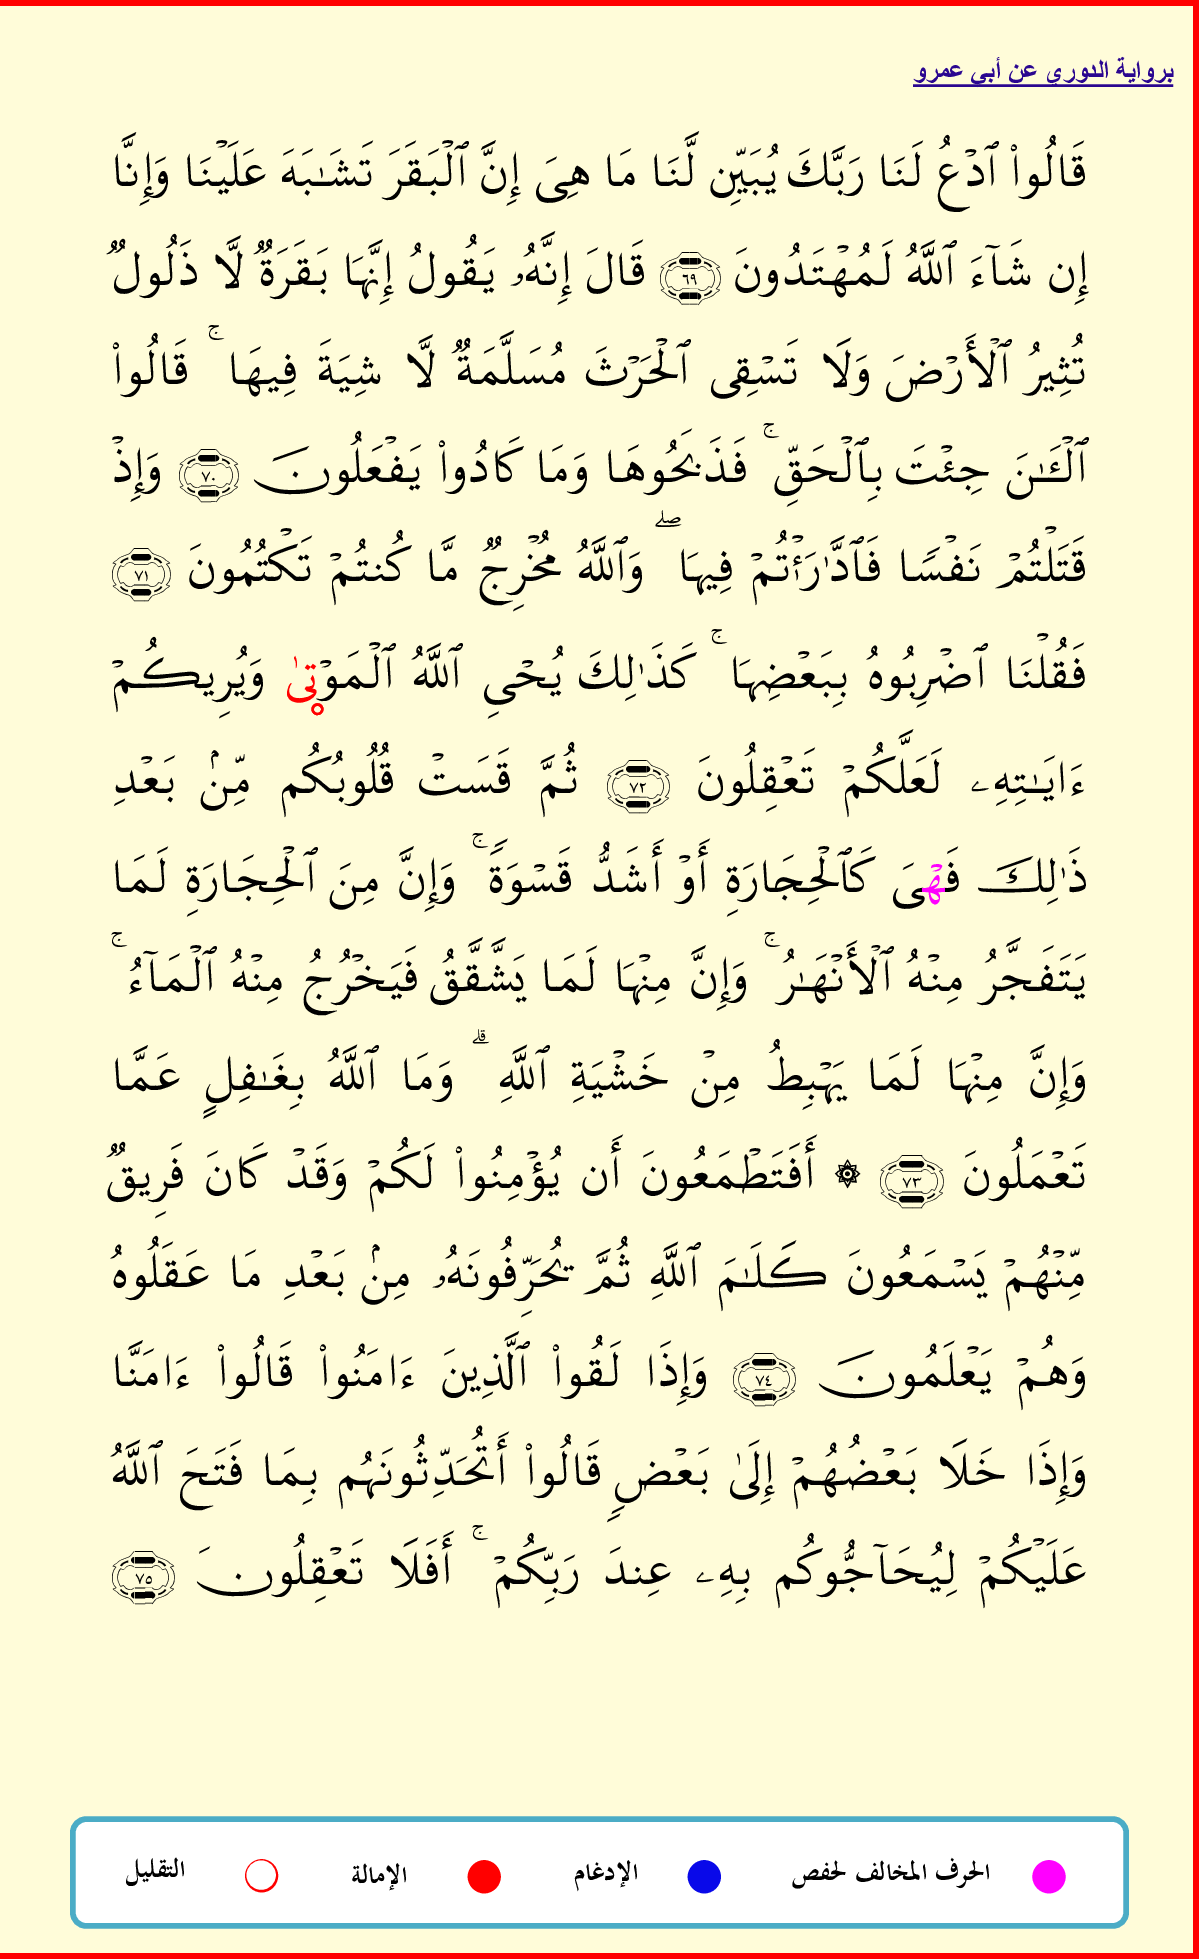 برواية الدوري عن أبي عمرو
قَالُوا۟ ٱدْعُ لَنَا رَبَّكَ يُبَيِّن لَّنَا مَا هِىَ إِنَّ ٱلْبَقَرَ تَشَٰبَهَ عَلَيْنَا وَإِنَّا
إِن شَآءَ ٱللَّهُ لَمُهْتَدُونَ ٦٩ قَالَ إِنَّهُۥ يَقُولُ إِنَّهَا بَقَرَةٌ لَّا ذَلُولٌ
تُثِيرُ ٱلْأَرْضَ وَلَا تَسْقِى ٱلْحَرْثَ مُسَلَّمَةٌ لَّا شِيَةَ فِيهَا ۚ قَالُوا۟
ٱلْـَٰٔنَ جِئْتَ بِٱلْحَقِّ ۚ فَذَبَحُوهَا وَمَا كَادُوا۟ يَفْعَلُونَ ٧٠ وَإِذْ
قَتَلْتُمْ نَفْسًا فَٱدَّٰرَْٰٔتُمْ فِيهَا ۖ وَٱللَّهُ مُخْرِجٌ مَّا كُنتُمْ تَكْتُمُونَ ٧١
فَقُلْنَا ٱضْرِبُوهُ بِبَعْضِهَا ۚ كَذَٰلِكَ يُحْىِ ٱللَّهُ ٱلْمَوْتىٰ وَيُرِيكُمْ
ءَايَٰتِهِۦ لَعَلَّكُمْ تَعْقِلُونَ ٧٢ ثُمَّ قَسَتْ قُلُوبُكُم مِّنۢ بَعْدِ
ذَٰلِكَ فَهْىَ كَٱلْحِجَارَةِ أَوْ أَشَدُّ قَسْوَةً ۚ وَإِنَّ مِنَ ٱلْحِجَارَةِ لَمَا
يَتَفَجَّرُ مِنْهُ ٱلْأَنْهَٰرُ ۚ وَإِنَّ مِنْهَا لَمَا يَشَّقَّقُ فَيَخْرُجُ مِنْهُ ٱلْمَآءُ ۚ
وَإِنَّ مِنْهَا لَمَا يَهْبِطُ مِنْ خَشْيَةِ ٱللَّهِ ۗ وَمَا ٱللَّهُ بِغَٰفِلٍ عَمَّا
تَعْمَلُونَ ٧٣ ۞ أَفَتَطْمَعُونَ أَن يُؤْمِنُوا۟ لَكُمْ وَقَدْ كَانَ فَرِيقٌ
مِّنْهُمْ يَسْمَعُونَ كَلَٰمَ ٱللَّهِ ثُمَّ يُحَرِّفُونَهُۥ مِنۢ بَعْدِ مَا عَقَلُوهُ
وَهُمْ يَعْلَمُونَ ٧٤ وَإِذَا لَقُوا۟ ٱلَّذِينَ ءَامَنُوا۟ قَالُوا۟ ءَامَنَّا
وَإِذَا خَلَا بَعْضُهُمْ إِلَىٰ بَعْضٍ قَالُوا۟ أَتُحَدِّثُونَهُم بِمَا فَتَحَ ٱللَّهُ
عَلَيْكُمْ لِيُحَآجُّوكُم بِهِۦ عِندَ رَبِّكُمْ ۚ أَفَلَا تَعْقِلُونَ ٧٥
الحرف المخالف لحفص الإدغام الإمالة التقليل